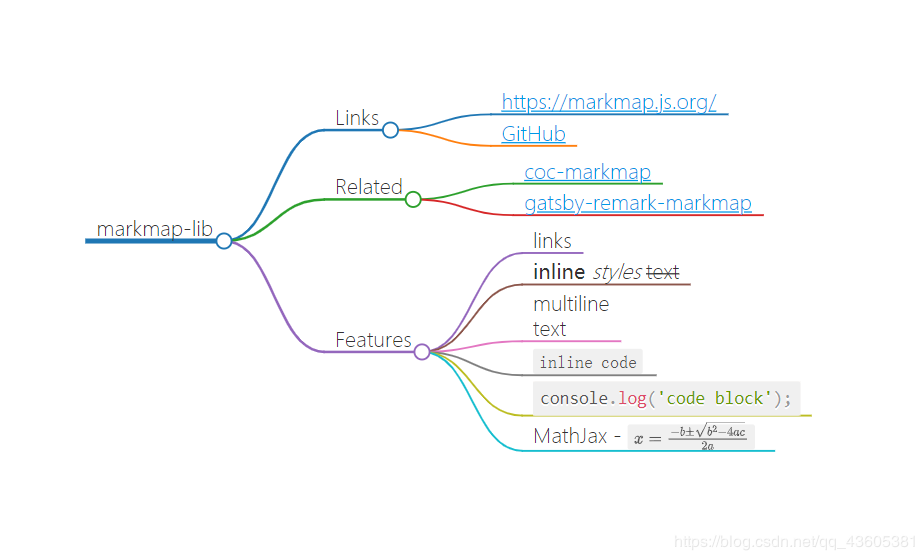 markmap-lib
Links
https://markmap.js.org/
GitHub
Related
coc-markmap
gatsby-remark-markmap
Features
links
inline styles text
multiline
text
inline code
console.log('code block');
MathJax - x = \frac{-b±\sqrt{b^2-4ac}}{2a}
https://blog.csdn.net/qq_43605381